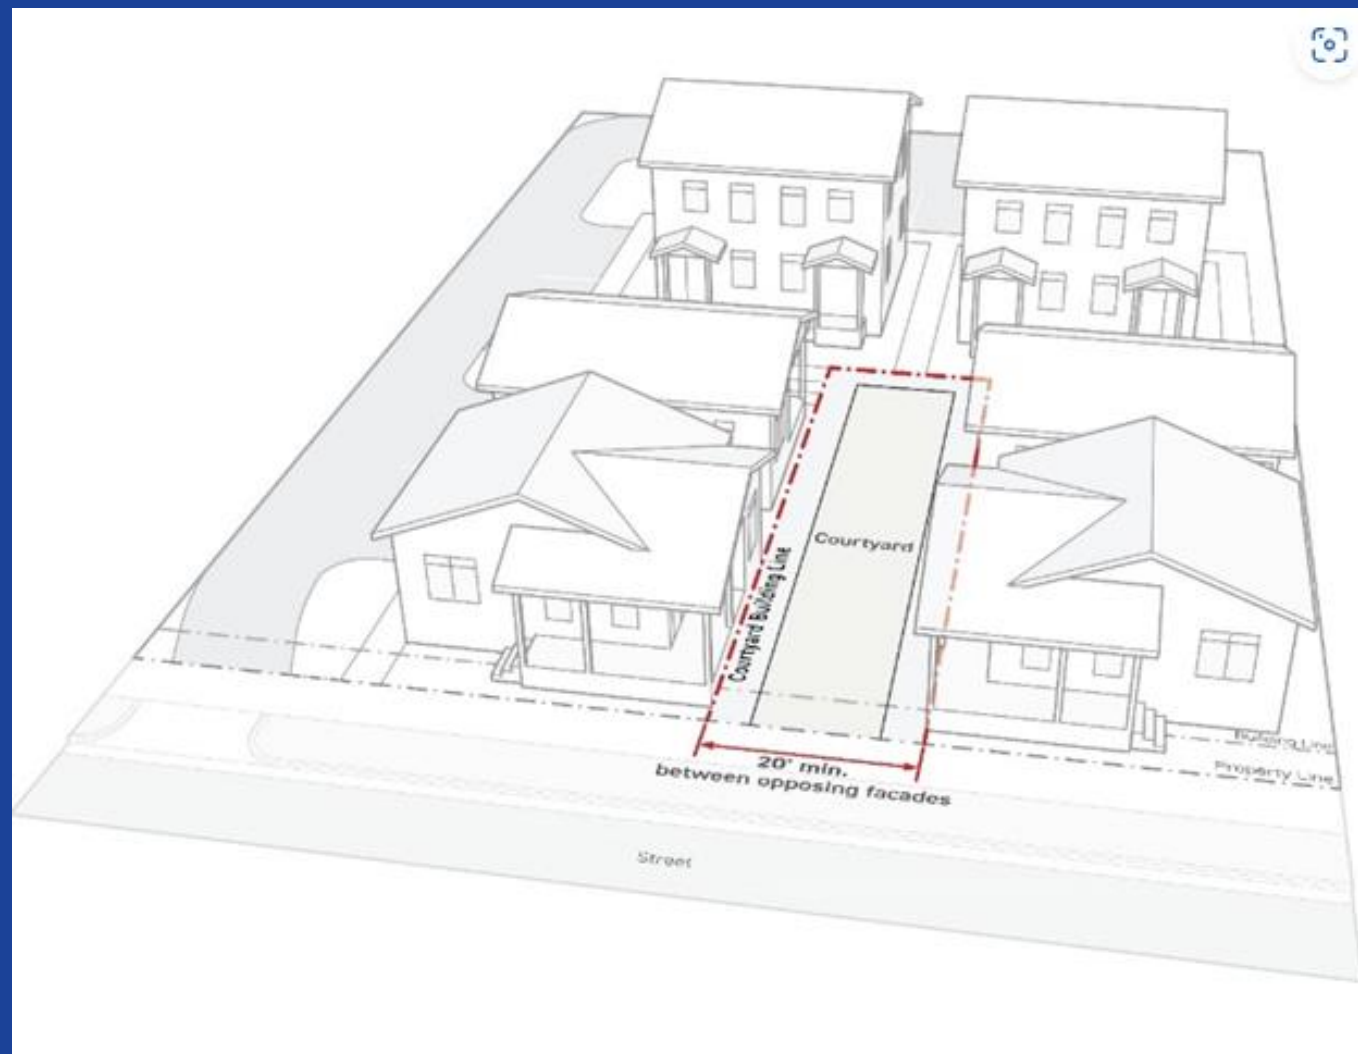 Courtyard
Courtyard Building Line
Building Line
Property Line
20' min.
between opposing facades
Street